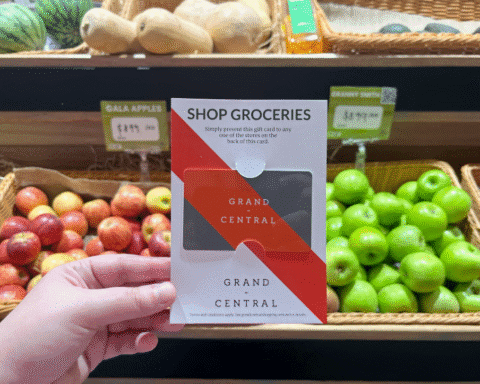 GALA APPLES
GRANNY SMITH
SHOP GROCERIES
Simply present this gift card to any
one of the stores on the
back of this card.
GRAND
-
CENTRAL
GRAND
-
CENTRAL